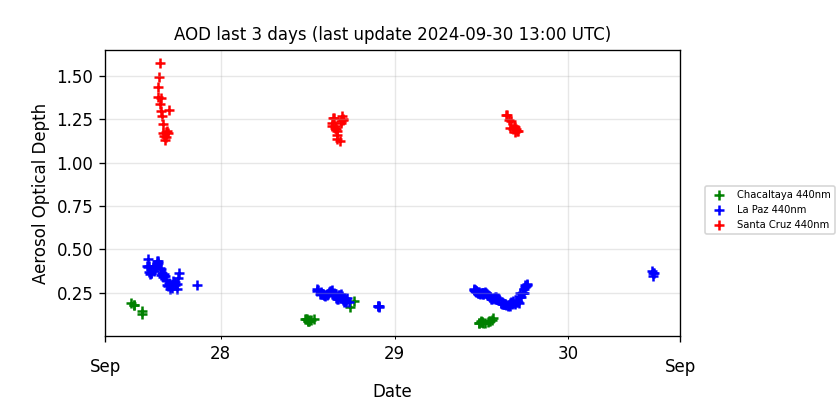 AOD last 3 days (last update 2024-09-30 13:00 UTC)
1.50
1.25
1.00
0.75
0.50
0.25
Aerosol Optical Depth
28
29
30
Sep
Sep
Date
Chacaltaya 440nm
La Paz 440nm
Santa Cruz 440nm